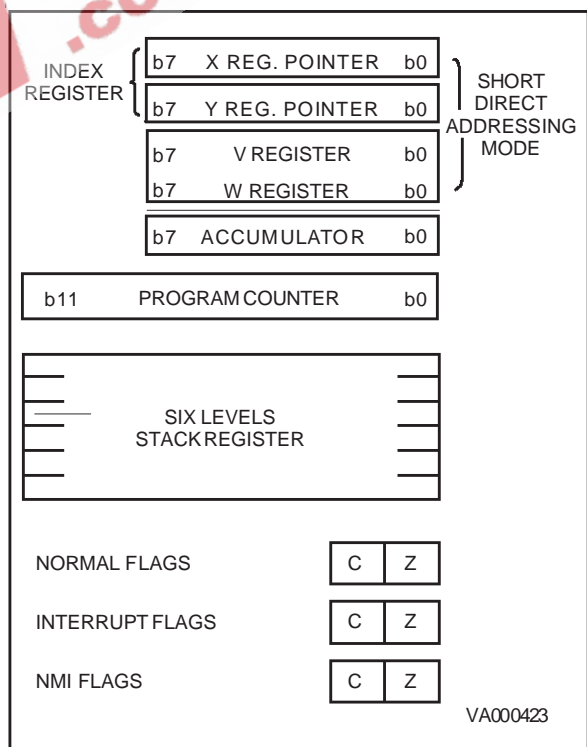 .co
INDEX
REGISTER
b7 X REG. POINTER b0
b7 Y REG. POINTER b0
b7 V REGISTER b0
b7 W REGISTER b0
b7 ACCUMULATOR b0
SHORT
DIRECT
ADDRESSING
MODE
b11 PROGRAM COUNTER b0
SIX LEVELS
STACK REGISTER
NORMAL FLAGS C Z
INTERRUPT FLAGS C Z
NMI FLAGS C Z
VA000423